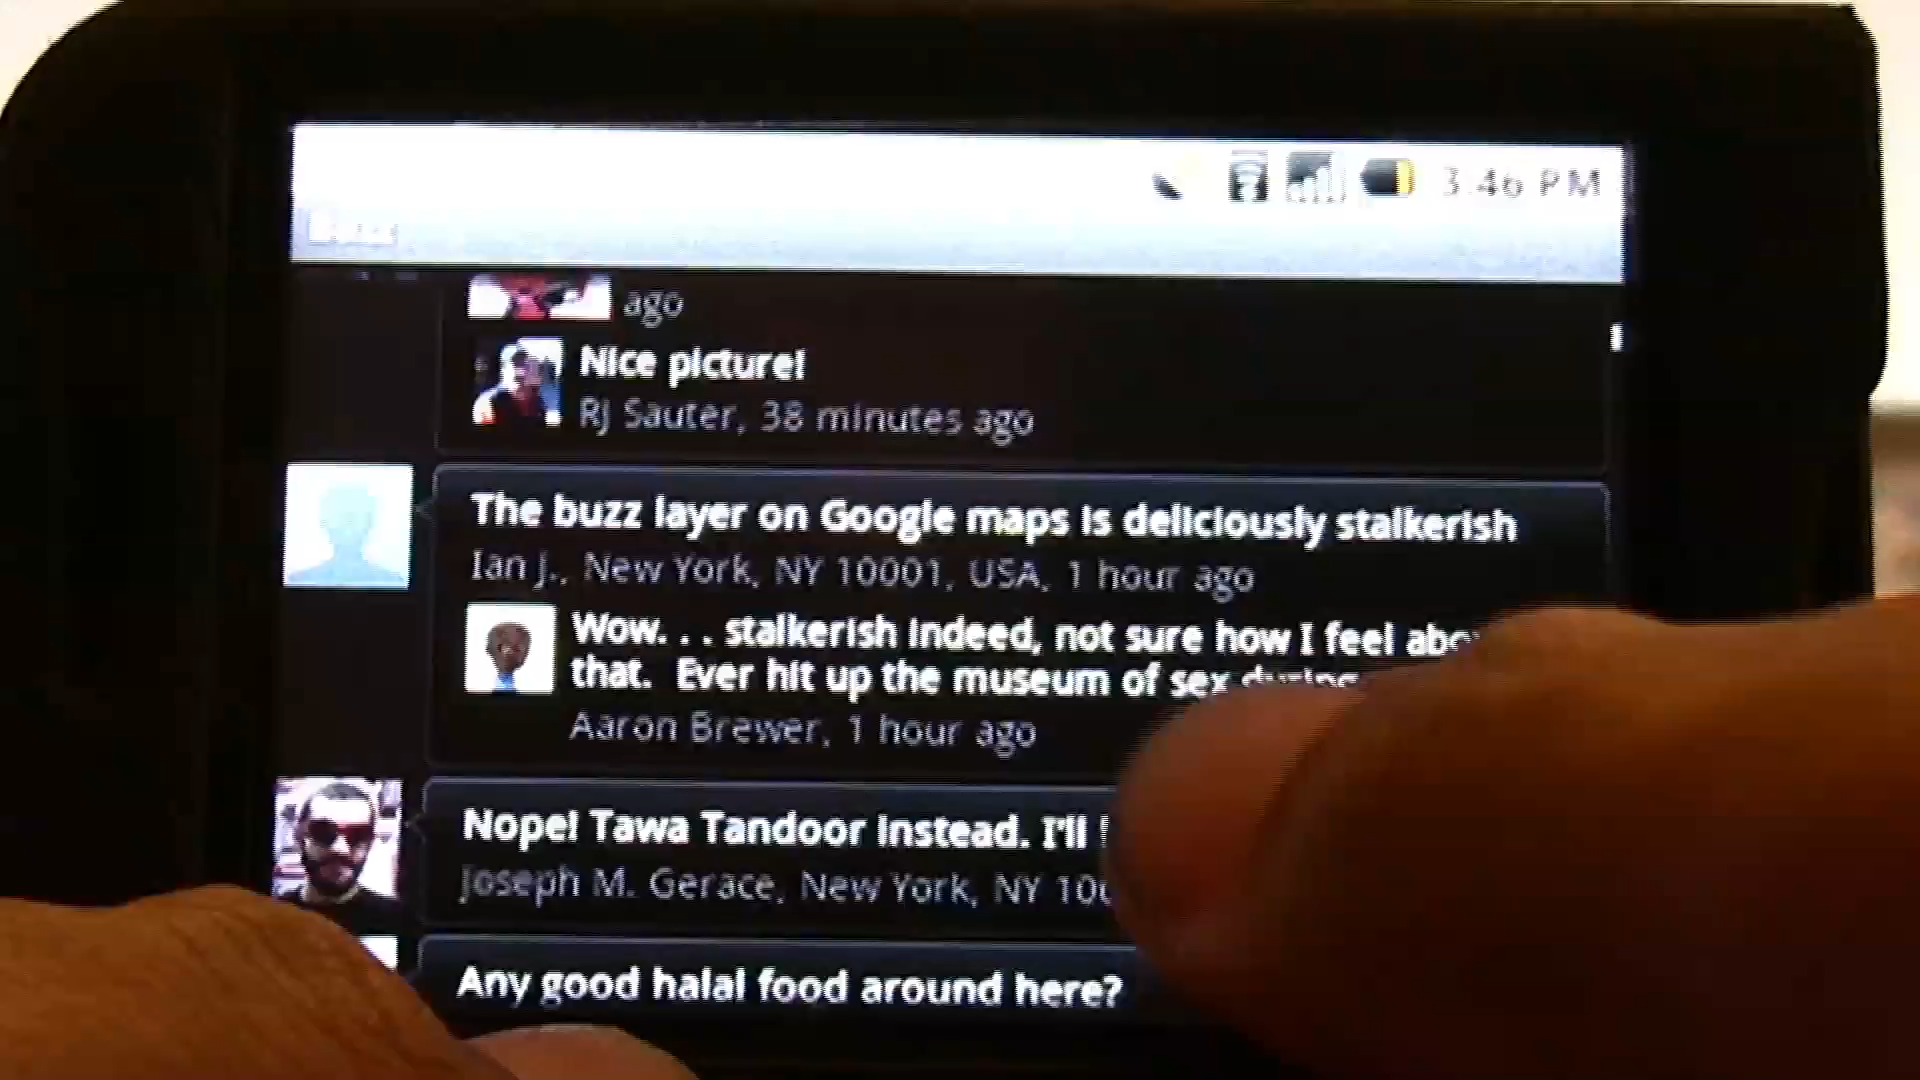 3:46 PM
Buzz
ago
Nice picture!
RJ Sauter, 38 minutes ago
The buzz layer on Google maps is deliciously stalkerish
Ian J., New York, NY 10001, USA, 1 hour ago
Wow. . . stalkerish indeed, not sure how I feel
that. Ever hit up the museum of sex during
Aaron Brewer, 1 hour ago
Nope! Tawa Tandoor instead. I'll
Joseph M. Gerace, New York, NY
Any good halal food around here?